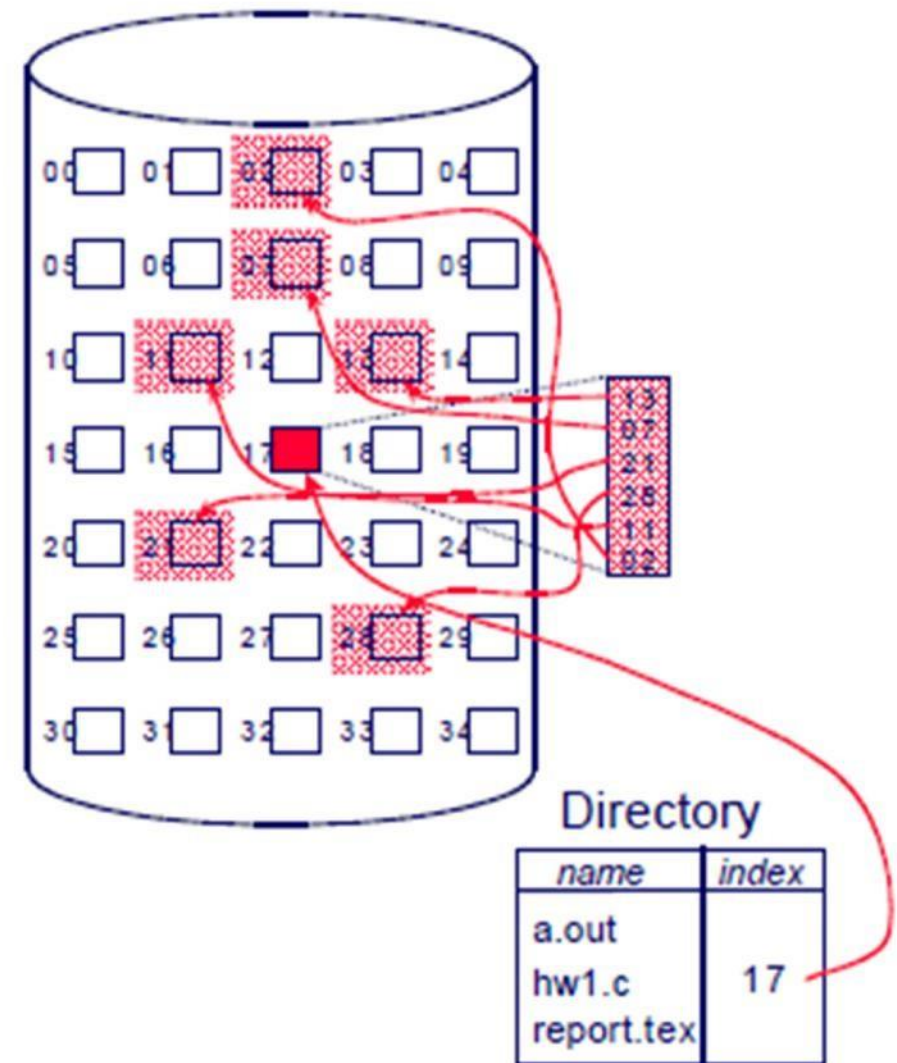 00 01 02 03 04
05 06 07 08 09
10 11 12 13 14
13
07
15 16 17 18 19
21
28
11
02
20 21 22 23 24
25 26 27 28 29
30 31 32 33 34
Directory
name index
a.out
hw1.c 17
report.tex